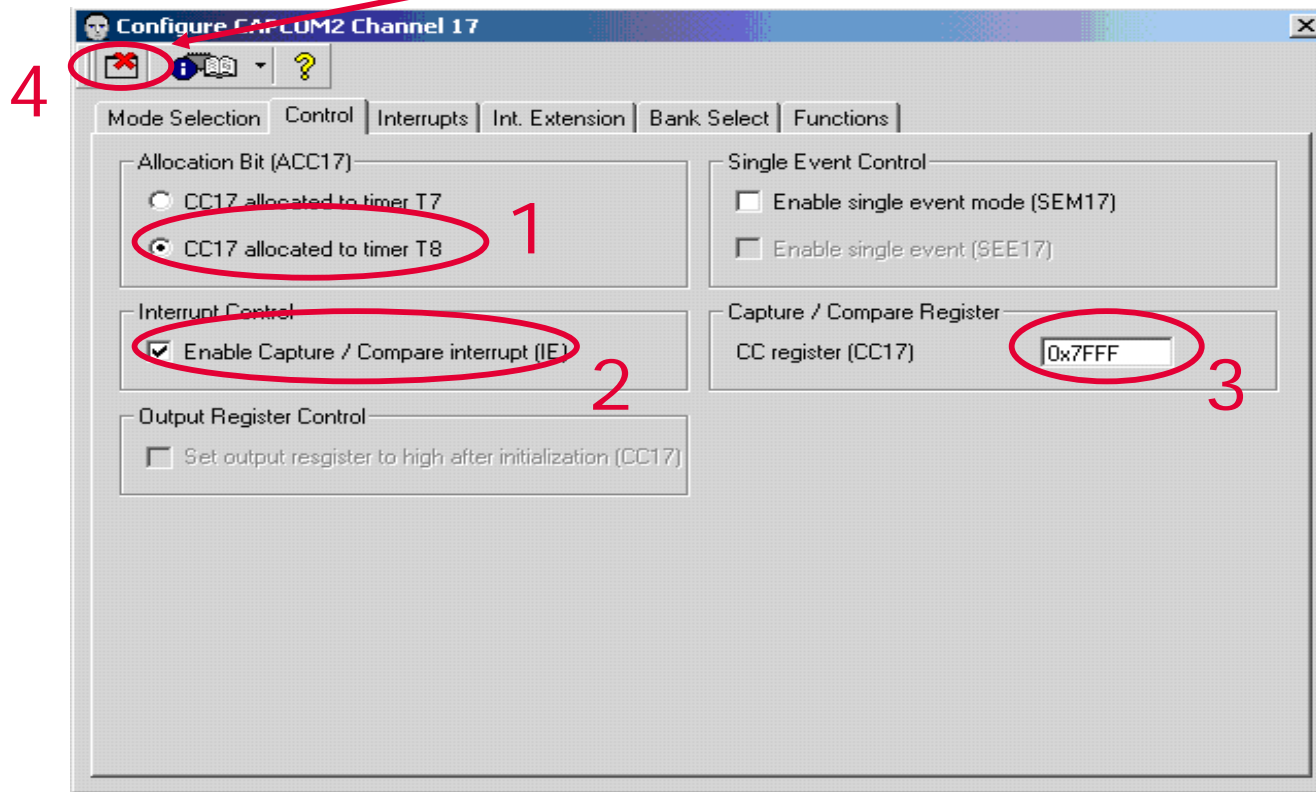 Configure CAPCOM2 Channel 17
4
Mode Selection Control Interrupts Int. Extension Bank Select Functions
Allocation Bit (ACC17)
CC17 allocated to timer T7
CC17 allocated to timer T8
1
Single Event Control
Enable single event mode (SEM17)
Enable single event (SEE17)
Interrupt Control
Enable Capture / Compare interrupt (IE)
2
Capture / Compare Register
CC register (CC17) 0x7FFF
3
Output Register Control
Set output resgister to high after initialization (CC17)